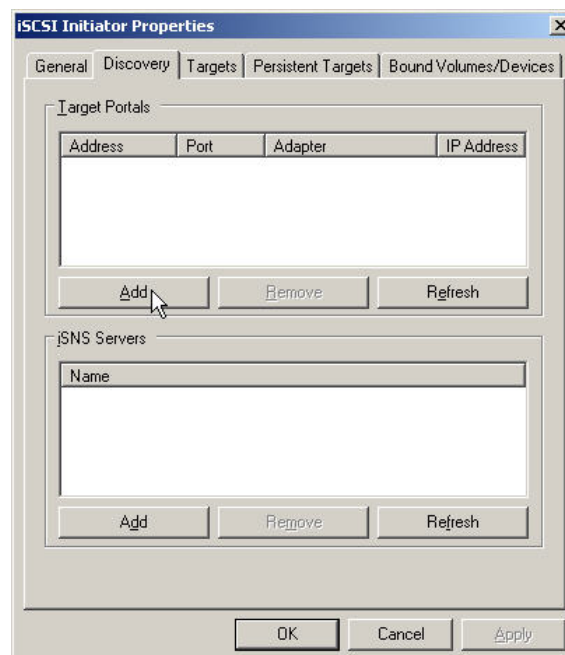 iSCSI Initiator Properties
General Discovery Targets Persistent Targets Bound Volumes/Devices
Target Portals
Address Port Adapter IP Address
Add Remove Refresh
iSNS Servers
Name
Add Remove Refresh
OK Cancel Apply